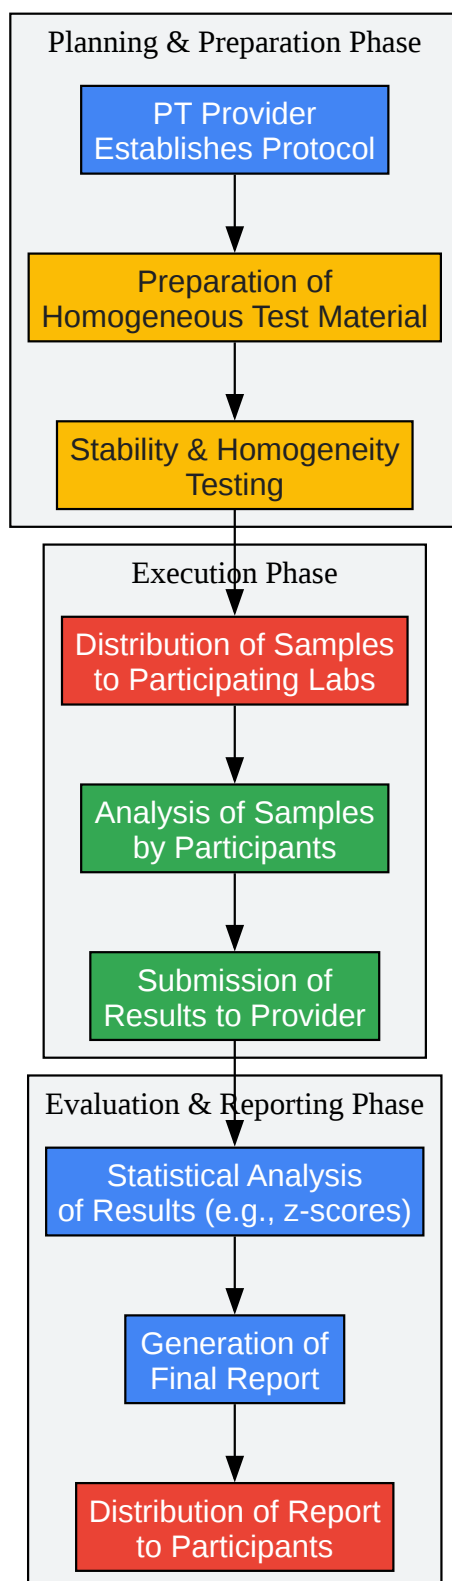 Planning & Preparation Phase
PT Provider
Establishes Protocol
Preparation of
Homogeneous Test Material
Stability & Homogeneity
Testing
Execution Phase
Distribution of Samples
to Participating Labs
Analysis of Samples
by Participants
Submission of
Results to Provider
Evaluation & Reporting Phase
Statistical Analysis
of Results (e.g., z-scores)
Generation of
Final Report
Distribution of Report
to Participants